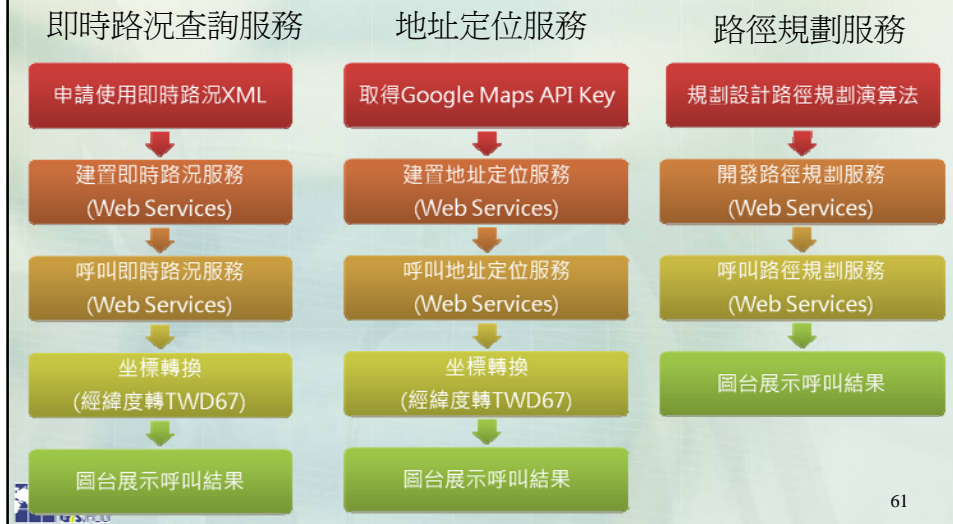 即時路況查詢服務
申請使用即時路況XML
建置即時路況服務
(Web Services)
呼叫即時路況服務
(Web Services)
坐標轉換
(經緯度轉TWD67)
圖台展示呼叫結果
地址定位服務
取得Google Maps API Key
建置地址定位服務
(Web Services)
呼叫地址定位服務
(Web Services)
坐標轉換
(經緯度轉TWD67)
圖台展示呼叫結果
路徑規劃服務
規劃設計路徑規劃演算法
開發路徑規劃服務
(Web Services)
呼叫路徑規劃服務
(Web Services)
圖台展示呼叫結果
61